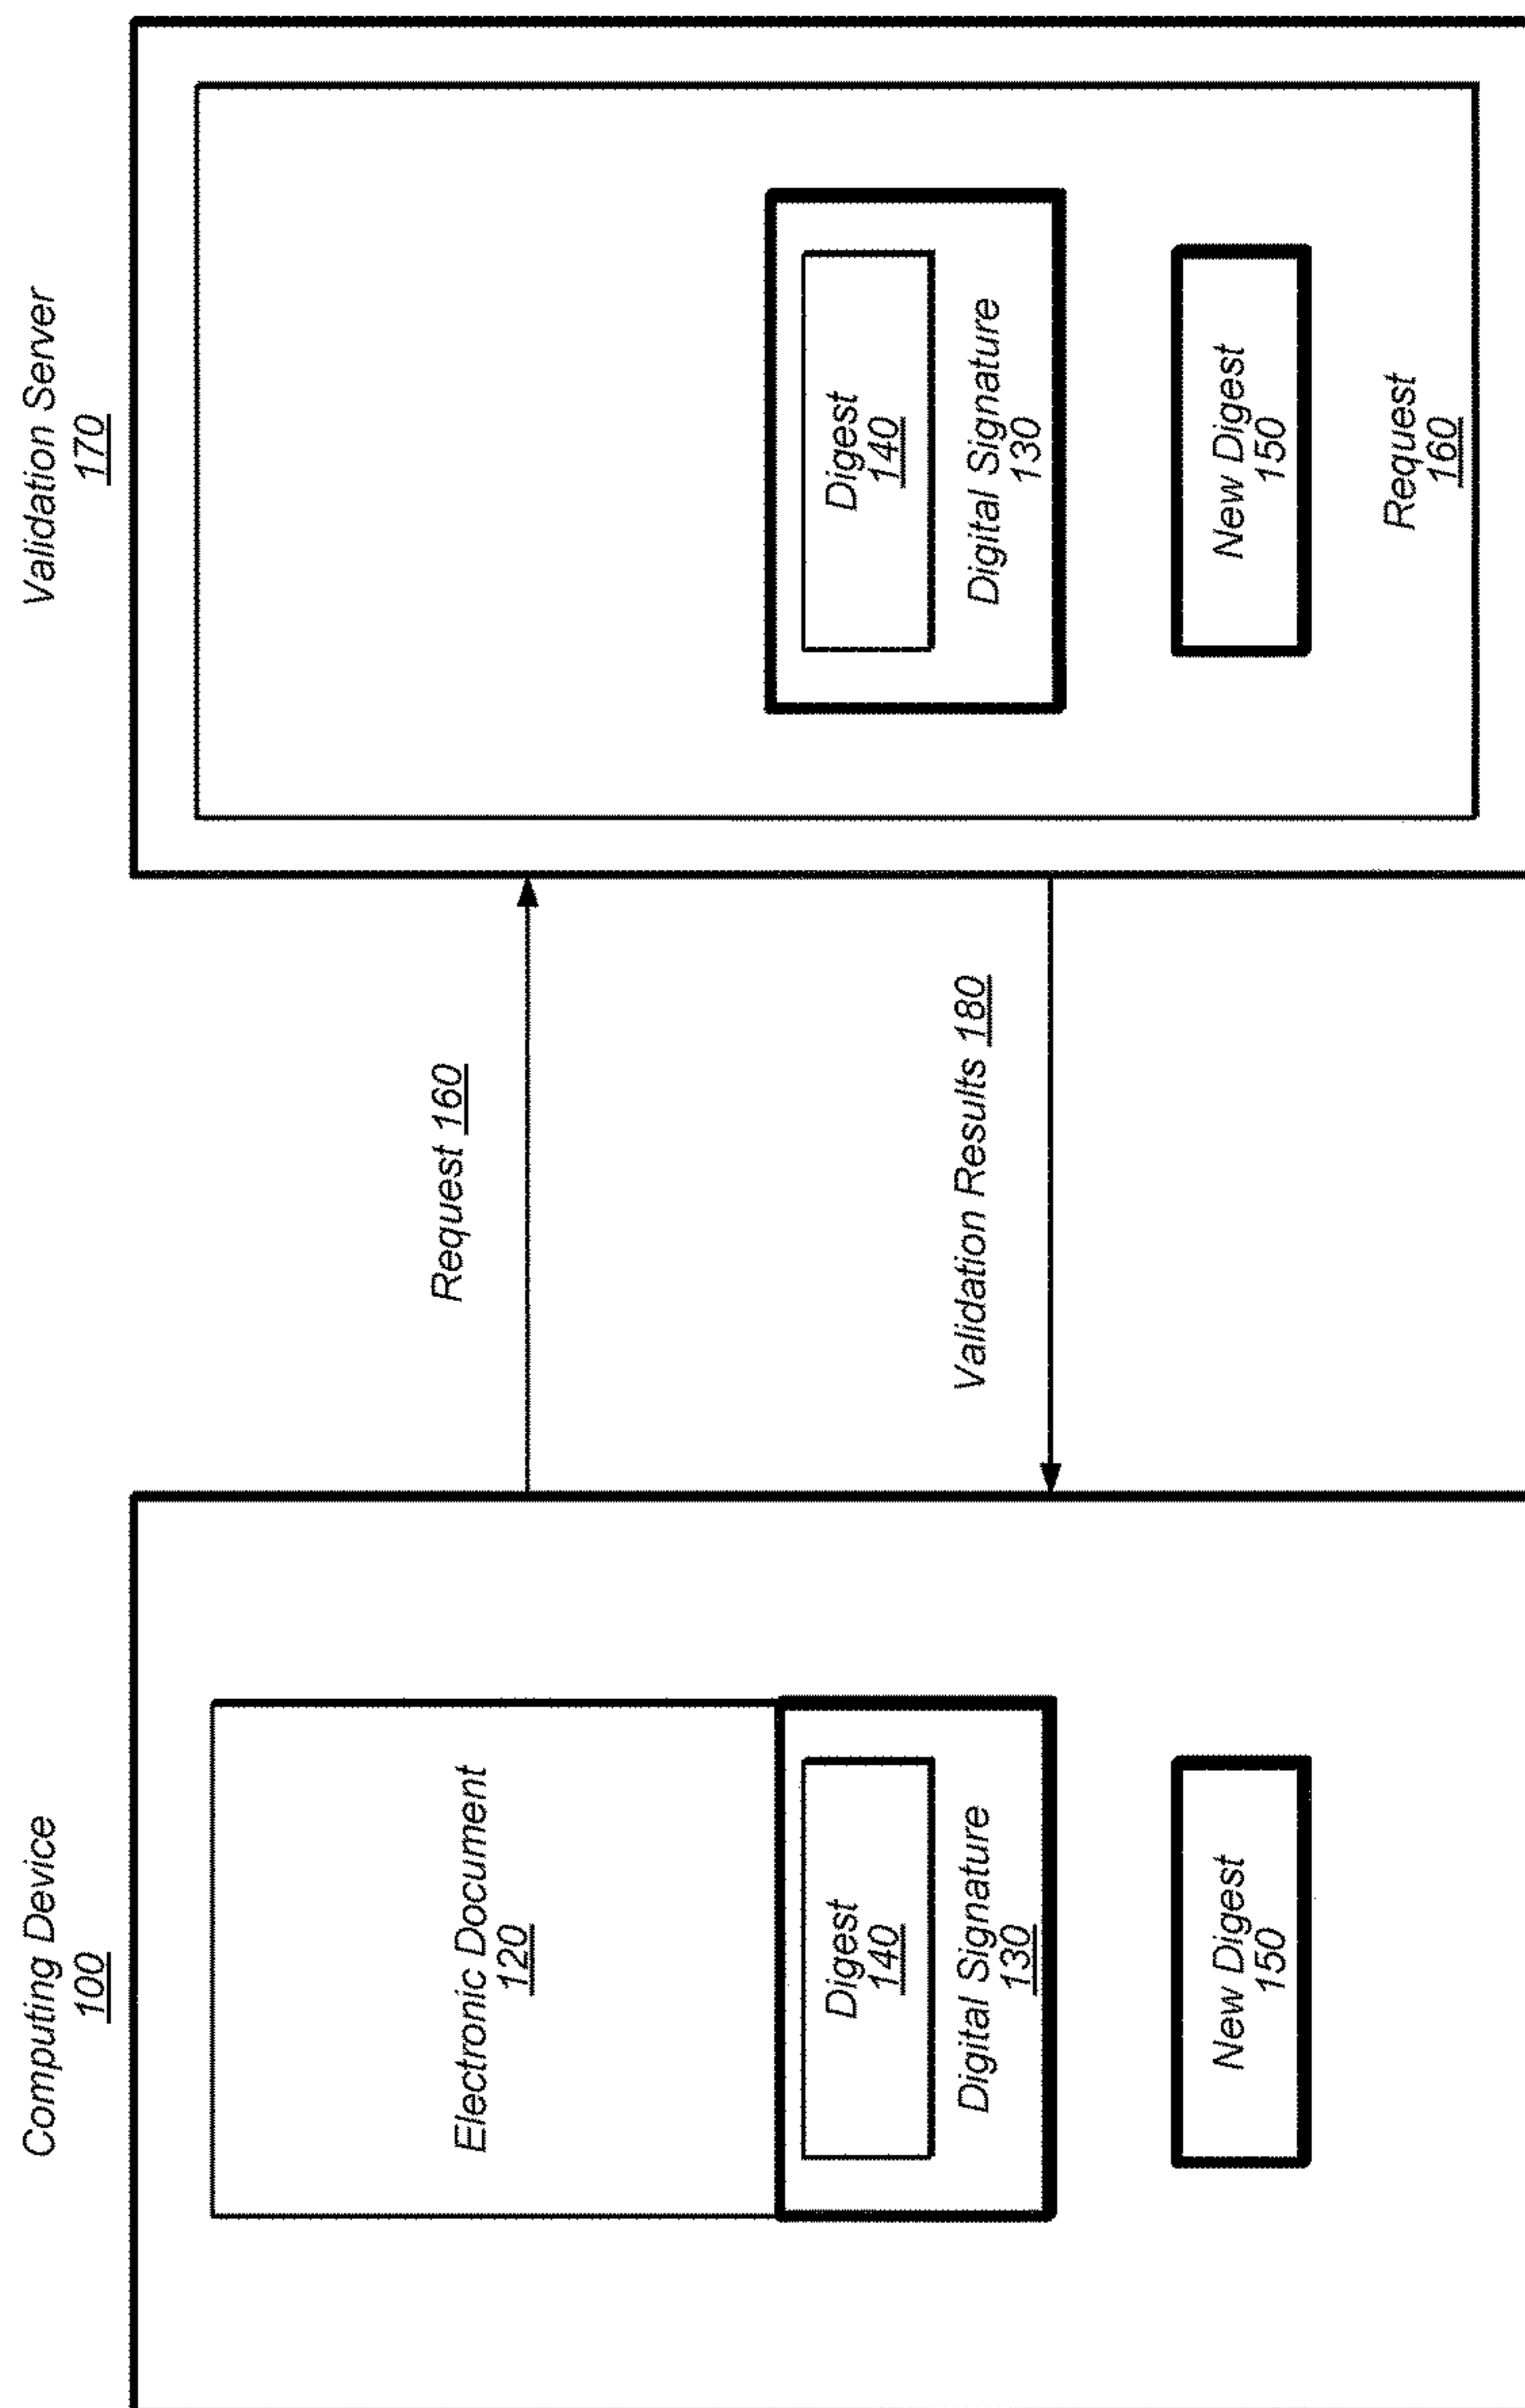 Computing Device
100
Electronic Document
120
Digest
140
Digital Signature
130
New Digest
150
Request 160
Validation Results 180
Validation Server
170
Digest
140
Digital Signature
130
New Digest
150
Request
160